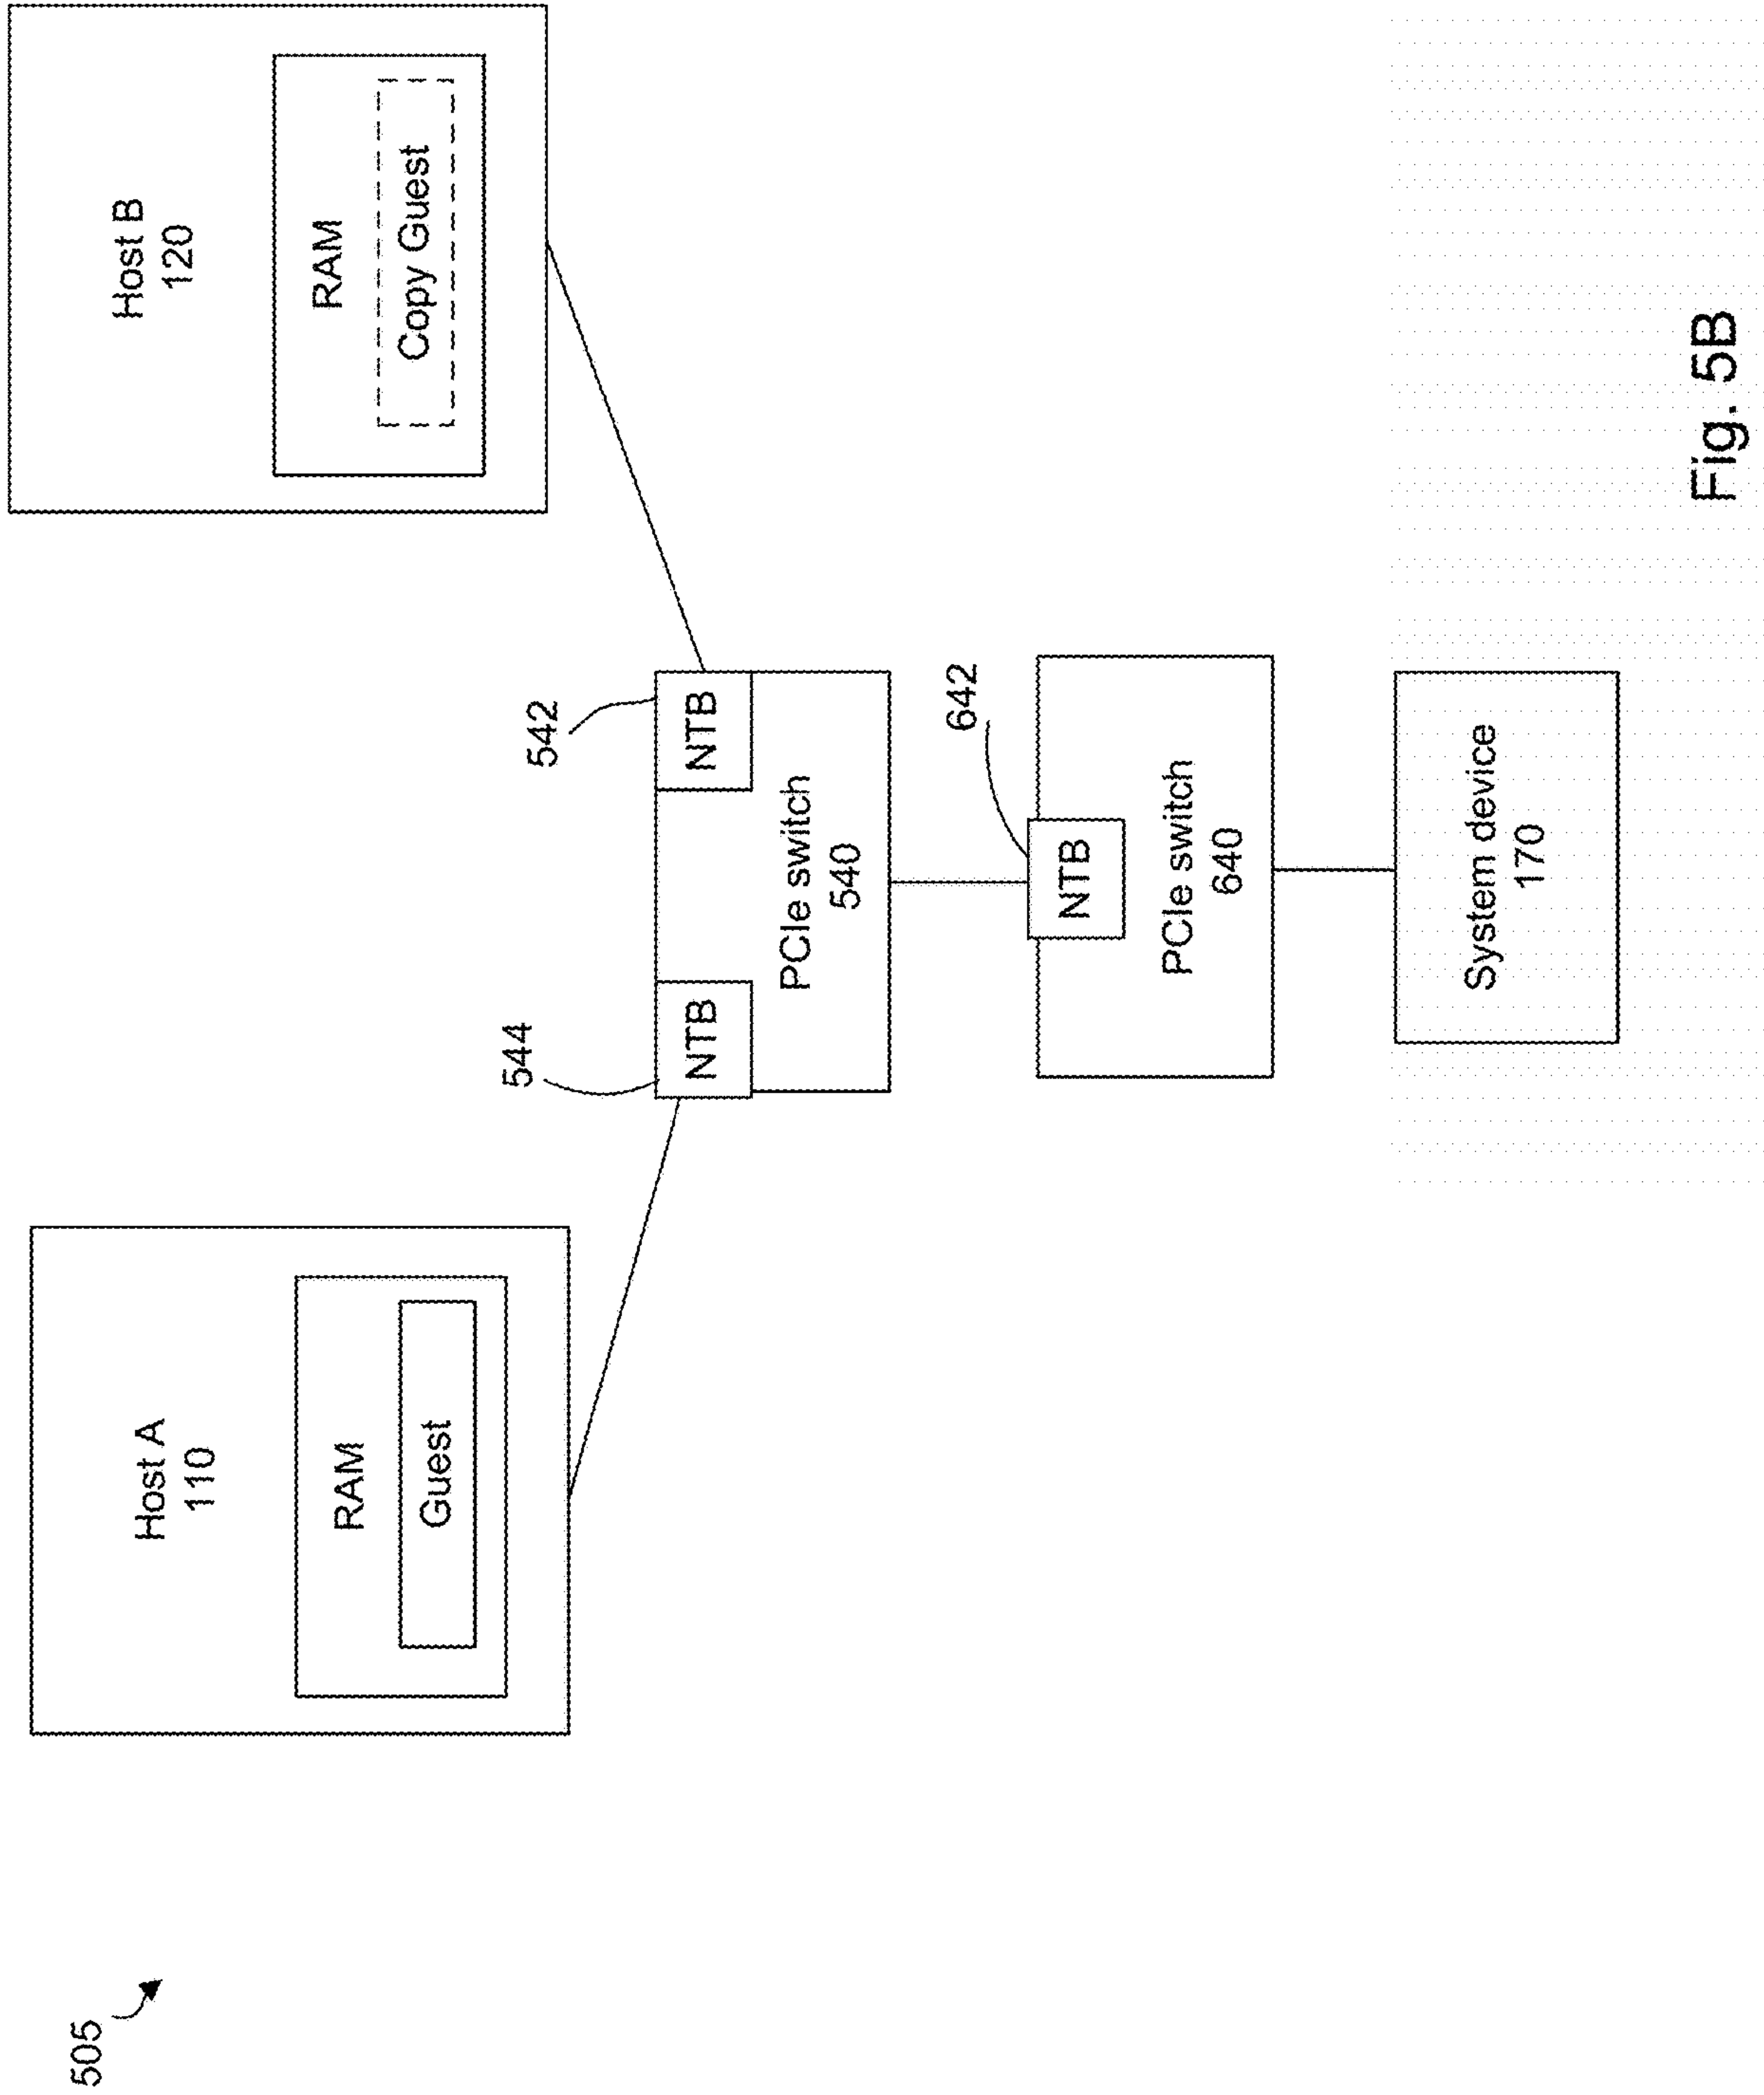 505
Host A
110
RAM
Guest
Host B
120
RAM
Copy Guest
544
NTB
542
NTB
PCIe switch
540
642
NTB
PCIe switch
640
System device
170
Fig. 5B